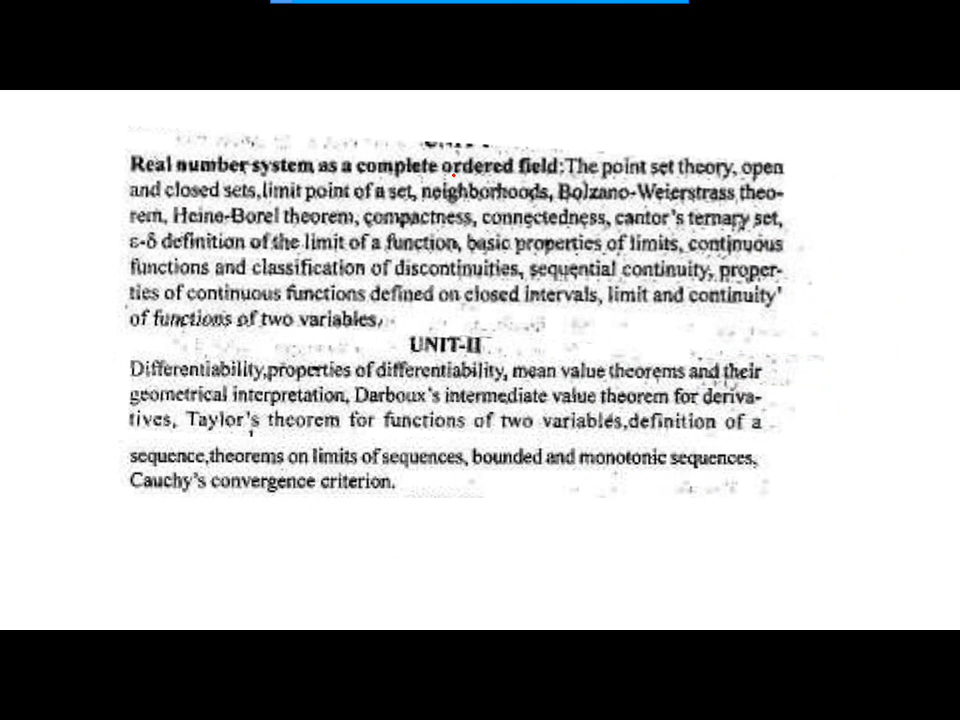 Real number system as a complete ordered field:The point set theory, open
and closed sets,limit point of a set, neighborhoods, Bolzano-Weierstrass theo-
rem, Heine-Borel theorem, compactness, connectedness, cantor's ternary set,
ε-δ definition of the limit of a function, basic properties of limits, continuous
functions and classification of discontinuities, sequential continuity, proper-
ties of continuous functions defined on closed intervals, limit and continuity
of functions of two variables.
UNIT-II
Differentiability,properties of differentiability, mean value theorems and their
geometrical interpretation, Darboux's intermediate value theorem for deriva-
tives, Taylor's theorem for functions of two variables,definition of a
sequence,theorems on limits of sequences, bounded and monotonic sequences,
Cauchy's convergence criterion.